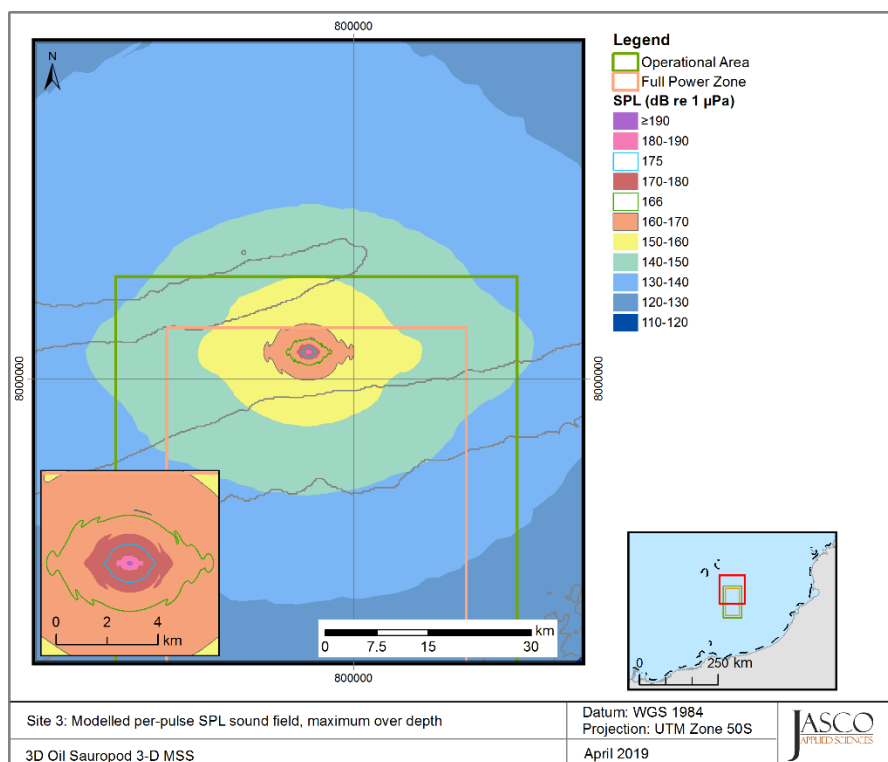 800000
N
8000000
8000000
800000
Legend
Operational Area
Full Power Zone
SPL (dB re 1 µPa)
≥190
180-190
175
170-180
166
160-170
150-160
140-150
130-140
120-130
110-120
0 2 4
km
km
0 7.5 15 30
0 250 km
Site 3: Modelled per-pulse SPL sound field, maximum over depth
3D Oil Sauropod 3-D MSS
Datum: WGS 1984
Projection: UTM Zone 50S
April 2019
JASCO
APPLIED SCIENCES